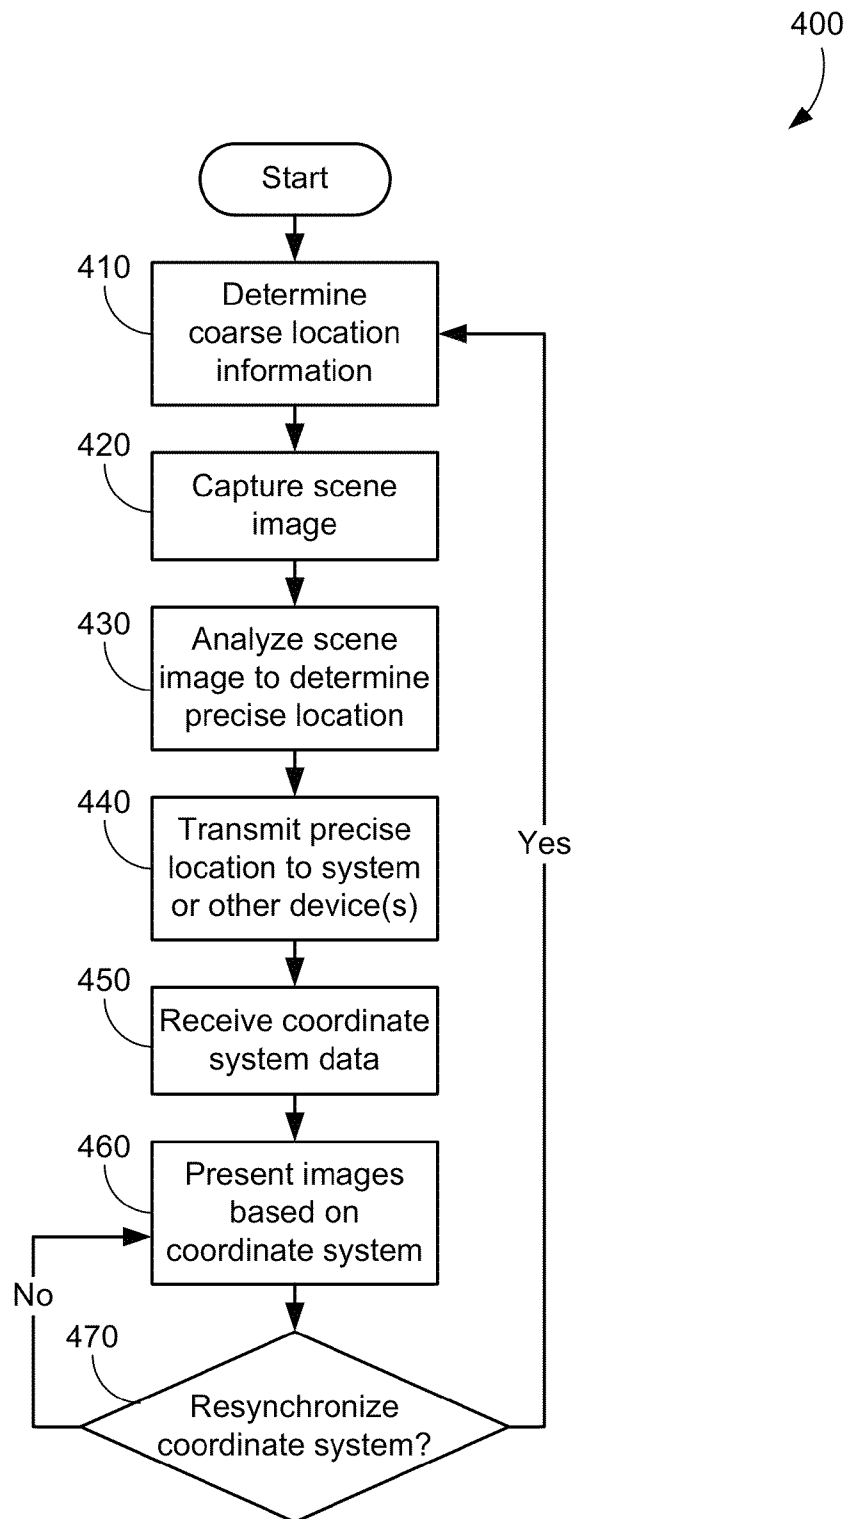 400
Start
410
Determine
coarse location
information
420
Capture scene
image
430
Analyze scene
image to determine
precise location
440
Transmit precise
location to system
or other device(s)
Yes
450
Receive coordinate
system data
460
Present images
based on
coordinate system
No
470
Resynchronize
coordinate system?